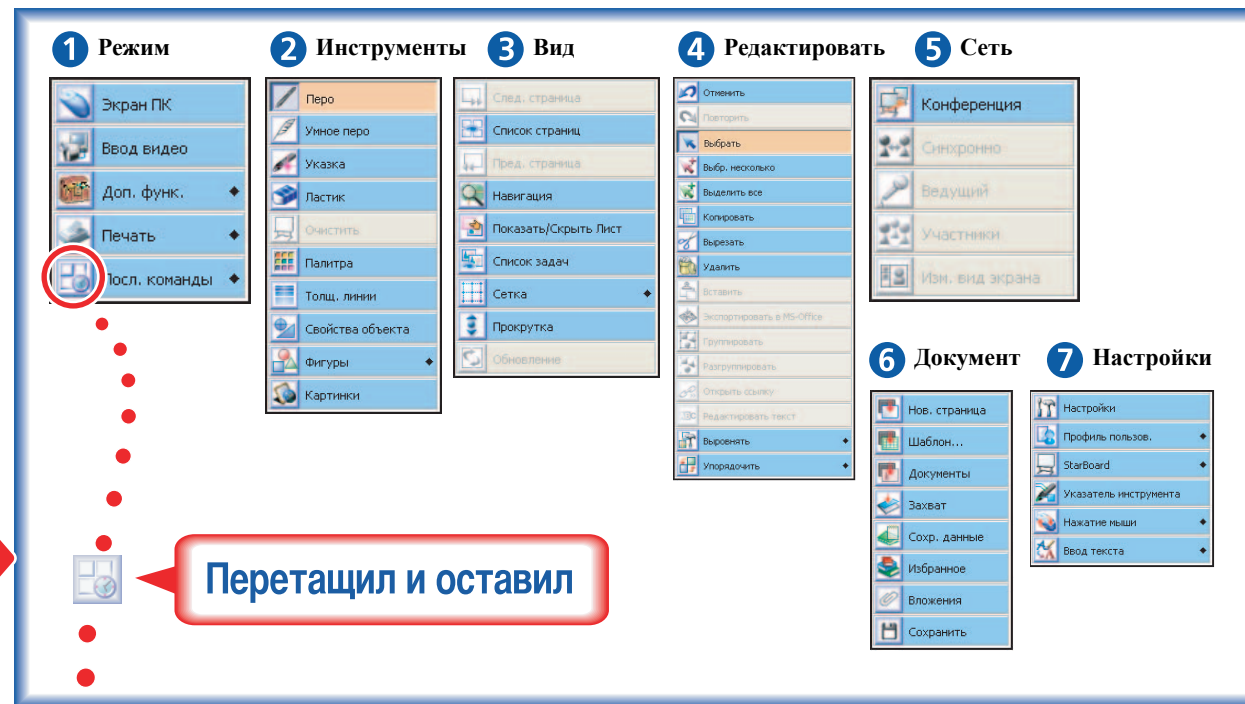 1 Режим
Экран ПК
Ввод видео
Доп. функ.
Печать
Посл. команды
2 Инструменты
Перо
Умное перо
Указка
Ластик
Очистить
Палитра
Толщ. линии
Свойства объекта
Фигуры
Картинки
3 Вид
След. страница
Список страниц
Пред. страница
Навигация
Показать/Скрыть Лист
Список задач
Сетка
Прокрутка
Обновление
4 Редактировать
Отменить
Повторить
Выбрать
Выбр. несколько
Выделить все
Копировать
Вырезать
Удалить
Вставить
Экспортировать в MS-Office
Группировать
Разгруппировать
Открыть ссылку
Редактировать текст
Выровнять
Упорядочить
5 Сеть
Конференция
Синхронно
Ведущий
Участники
Изм. вид экрана
6 Документ
Нов. страница
Шаблон...
Документы
Захват
Сохр. данные
Избранное
Вложения
Сохранить
7 Настройки
Настройки
Профиль пользов.
StarBoard
Указатель инструмента
Нажатие мыши
Ввод текста
Перетащил и оставил